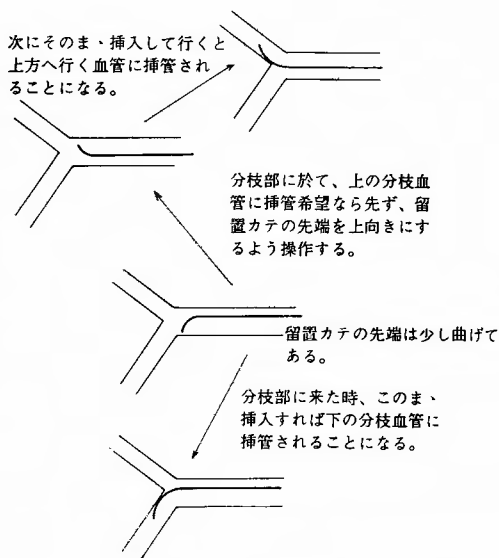 次にそのまゝ挿入して行くと
上方へ行く血管に挿管され
ることになる。
分枝部に於て、上の分枝血
管に挿管希望なら先ず、留
置カテの先端を上向きにす
るよう操作する。
留置カテの先端は少し曲げて
ある。
分枝部に来た時、このまゝ
挿入すれば下の分枝血管に
挿管されることになる。